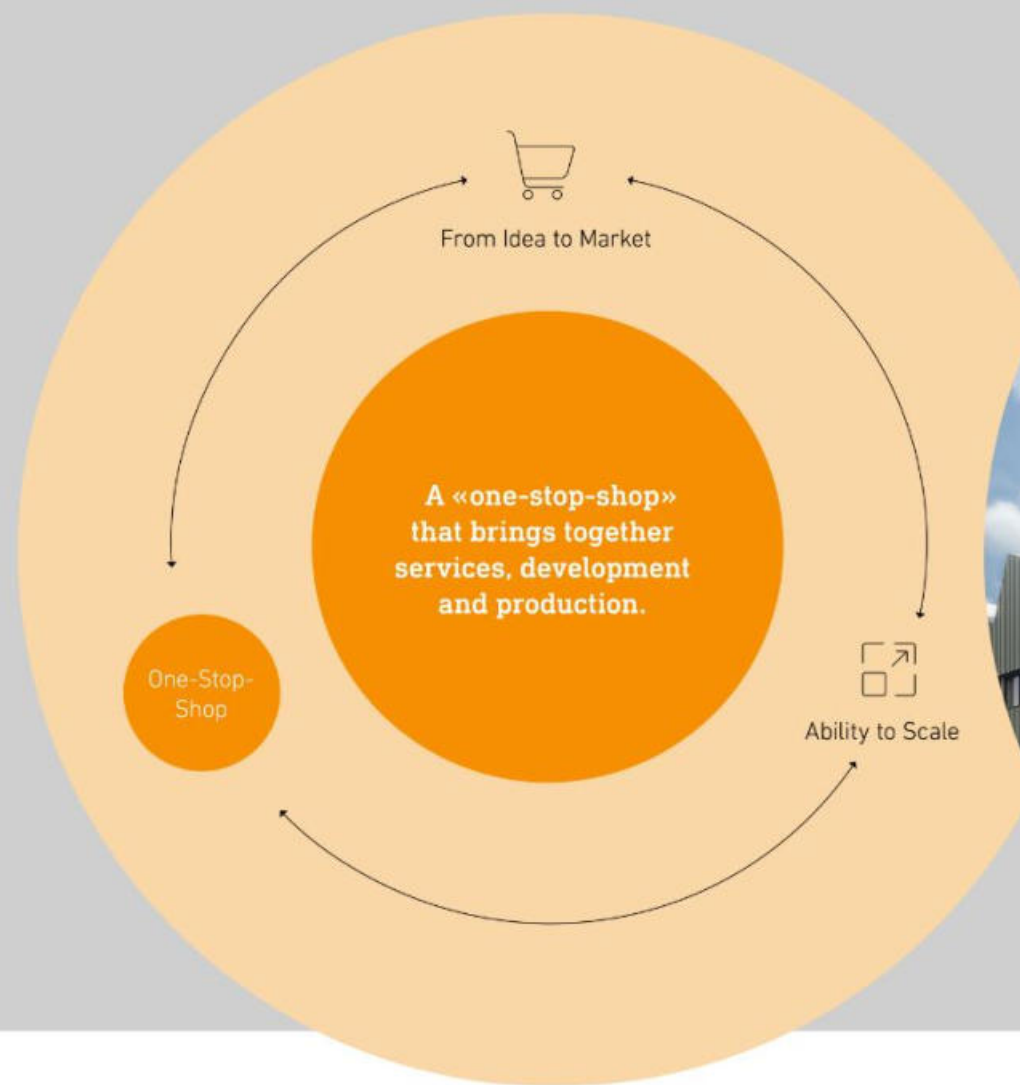 From Idea to Market
A «one-stop-shop»
that brings together
services, development
and production.
One-Stop-
Shop
Ability to Scale